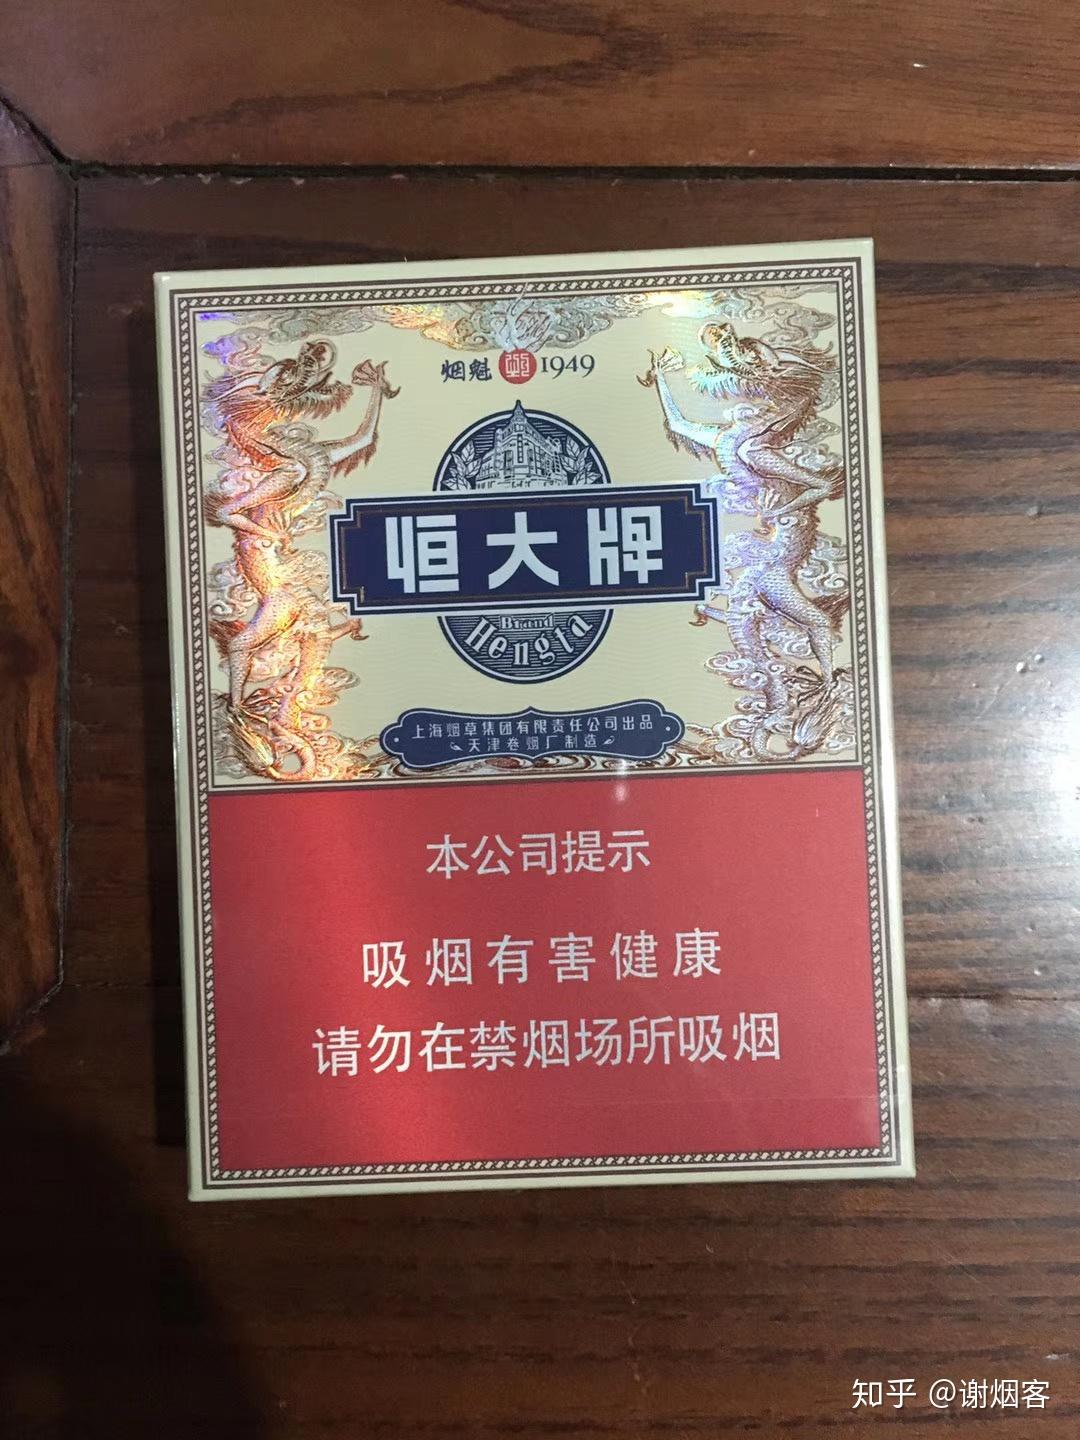 烟魁 1949
恒大牌
Brand
Hengta
上海烟草集团有限责任公司出品
天津卷烟厂制造
本公司提示
吸烟有害健康
请勿在禁烟场所吸烟
知乎 @谢烟客